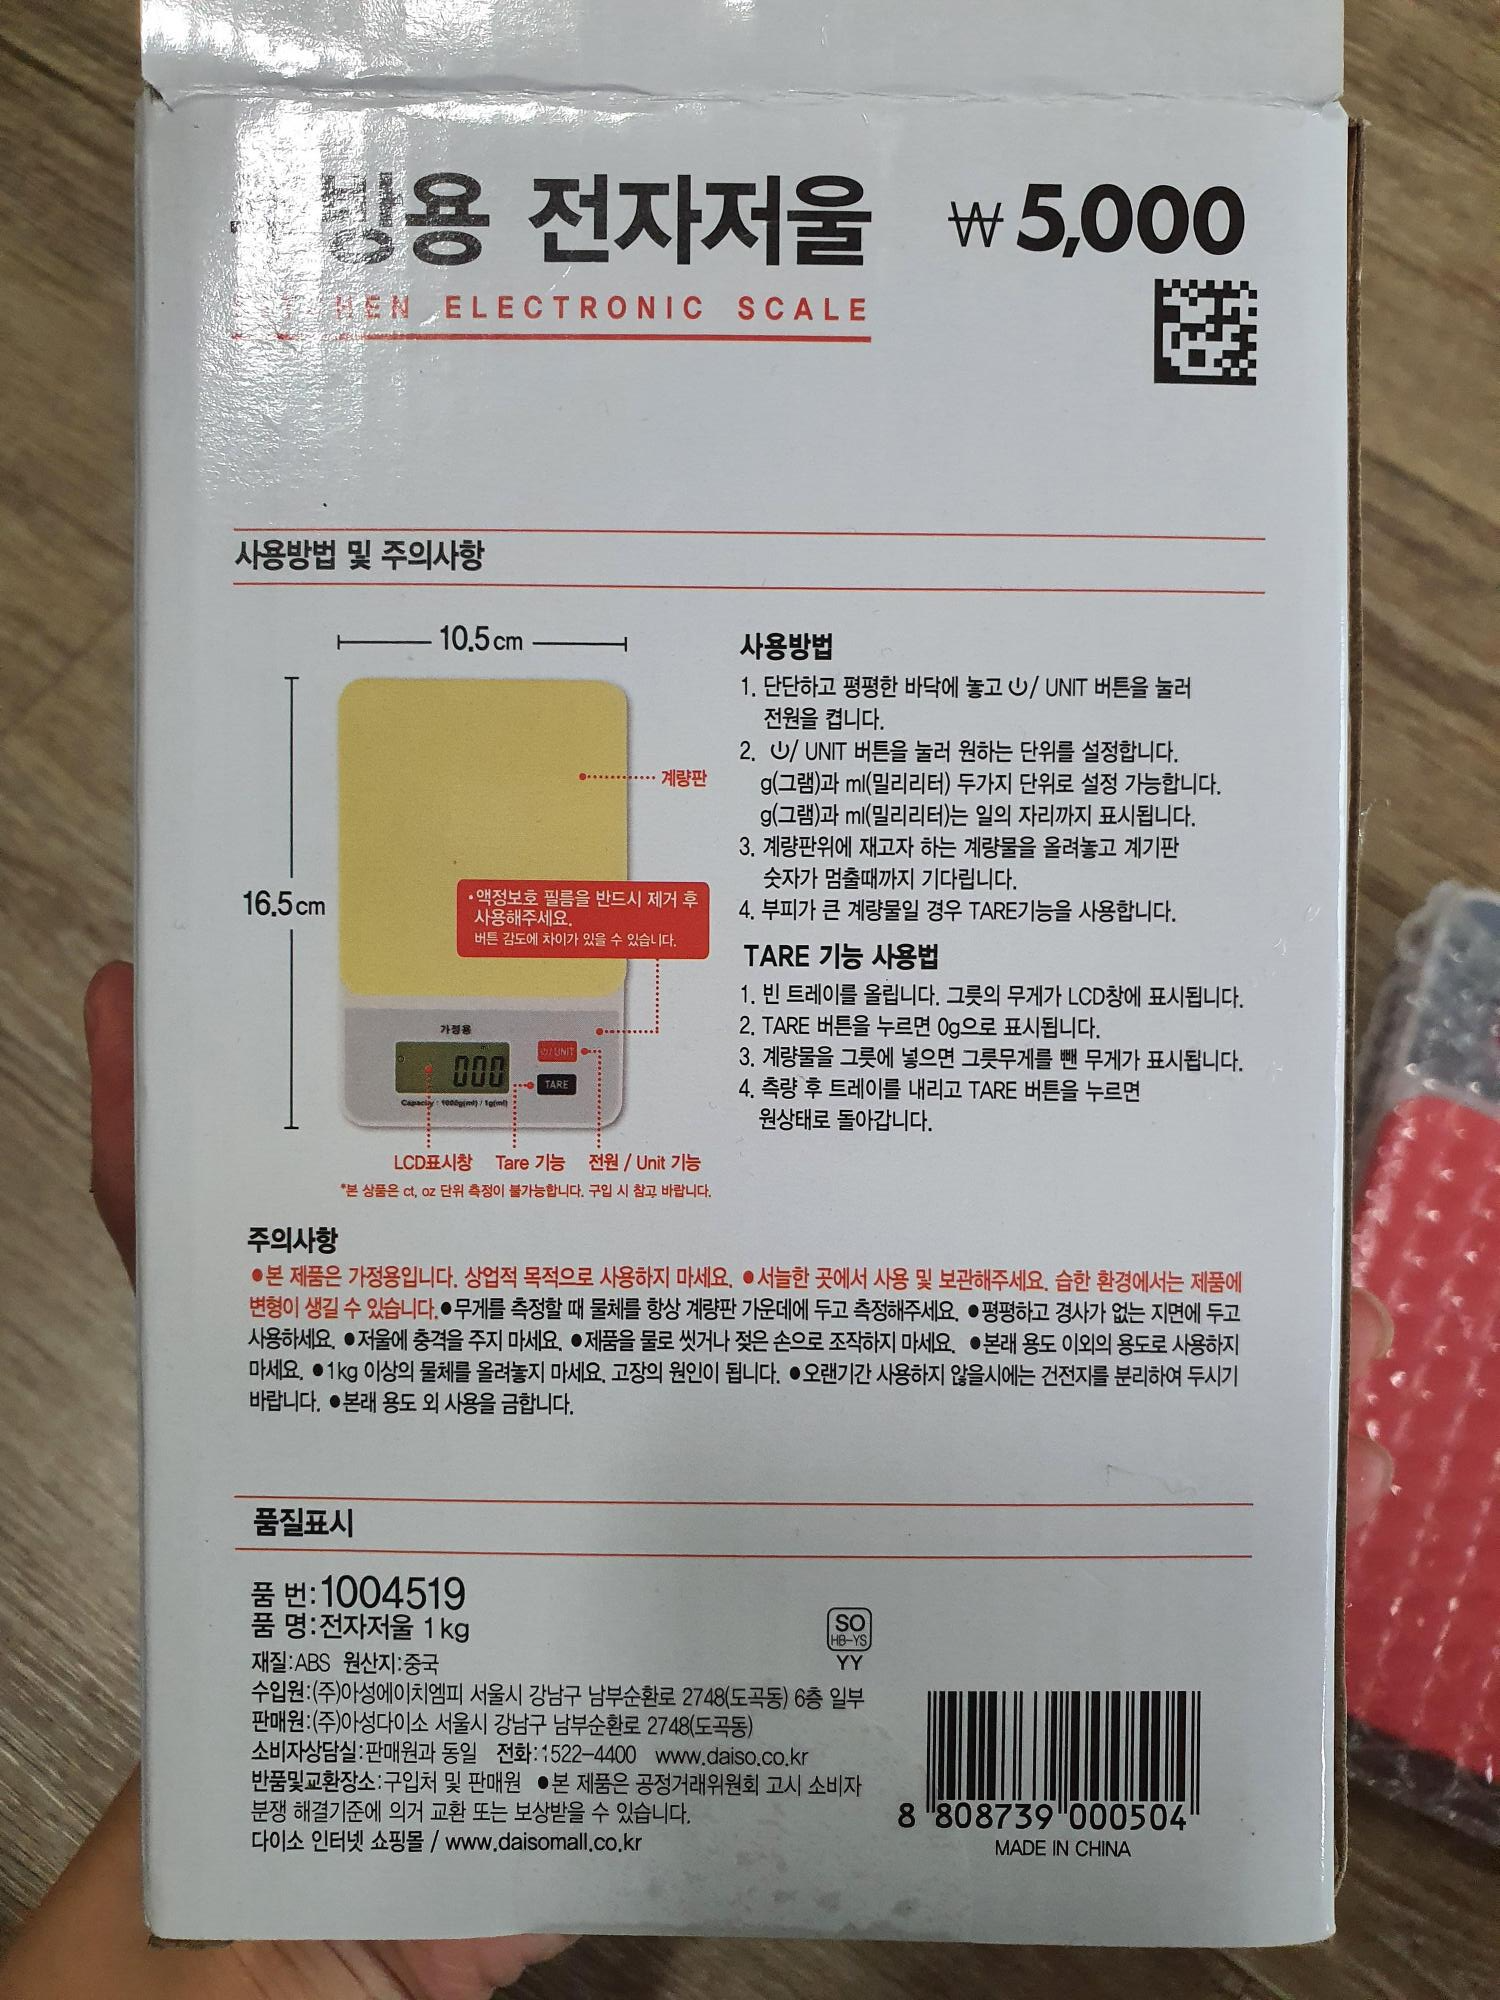 주방용 전자저울 ₩5,000
KITCHEN ELECTRONIC SCALE
사용방법 및 주의사항
10.5cm
16.5cm
계량판
•액정보호 필름을 반드시 제거 후
사용해주세요.
버튼 감도에 차이가 있을 수 있습니다.
가정용
000
⏻/UNIT
TARE
Capacity : 1000g(ml) / 1g(ml)
LCD표시창 Tare 기능 전원 / Unit 기능
*본 상품은 ct, oz 단위 측정이 불가능합니다. 구입 시 참고 바랍니다.
사용방법
1. 단단하고 평평한 바닥에 놓고 ⏻/ UNIT 버튼을 눌러
전원을 켭니다.
2. ⏻/ UNIT 버튼을 눌러 원하는 단위를 설정합니다.
g(그램)과 ml(밀리리터) 두가지 단위로 설정 가능합니다.
g(그램)과 ml(밀리리터)는 일의 자리까지 표시됩니다.
3. 계량판위에 재고자 하는 계량물을 올려놓고 계기판
숫자가 멈출때까지 기다립니다.
4. 부피가 큰 계량물일 경우 TARE기능을 사용합니다.
TARE 기능 사용법
1. 빈 트레이를 올립니다. 그릇의 무게가 LCD창에 표시됩니다.
2. TARE 버튼을 누르면 0g으로 표시됩니다.
3. 계량물을 그릇에 넣으면 그릇무게를 뺀 무게가 표시됩니다.
4. 측량 후 트레이를 내리고 TARE 버튼을 누르면
원상태로 돌아갑니다.
주의사항
●본 제품은 가정용입니다. 상업적 목적으로 사용하지 마세요. ●서늘한 곳에서 사용 및 보관해주세요. 습한 환경에서는 제품에
변형이 생길 수 있습니다.●무게를 측정할 때 물체를 항상 계량판 가운데에 두고 측정해주세요. ●평평하고 경사가 없는 지면에 두고
사용하세요. ●저울에 충격을 주지 마세요. ●제품을 물로 씻거나 젖은 손으로 조작하지 마세요. ●본래 용도 이외의 용도로 사용하지
마세요. ●1kg 이상의 물체를 올려놓지 마세요. 고장의 원인이 됩니다. ●오랜기간 사용하지 않을시에는 건전지를 분리하여 두시기
바랍니다. ●본래 용도 외 사용을 금합니다.
품질표시
품 번:1004519
품 명:전자저울 1kg
재질:ABS 원산지:중국
수입원:(주)아성에이치엠피 서울시 강남구 남부순환로 2748(도곡동) 6층 일부
판매원:(주)아성다이소 서울시 강남구 남부순환로 2748(도곡동)
소비자상담실:판매원과 동일 전화:1522-4400 www.daiso.co.kr
반품및교환장소:구입처 및 판매원 ●본 제품은 공정거래위원회 고시 소비자
분쟁 해결기준에 의거 교환 또는 보상받을 수 있습니다.
다이소 인터넷 쇼핑몰 / www.daisomall.co.kr
SO
HB-YS
YY
8 808739 000504
MADE IN CHINA